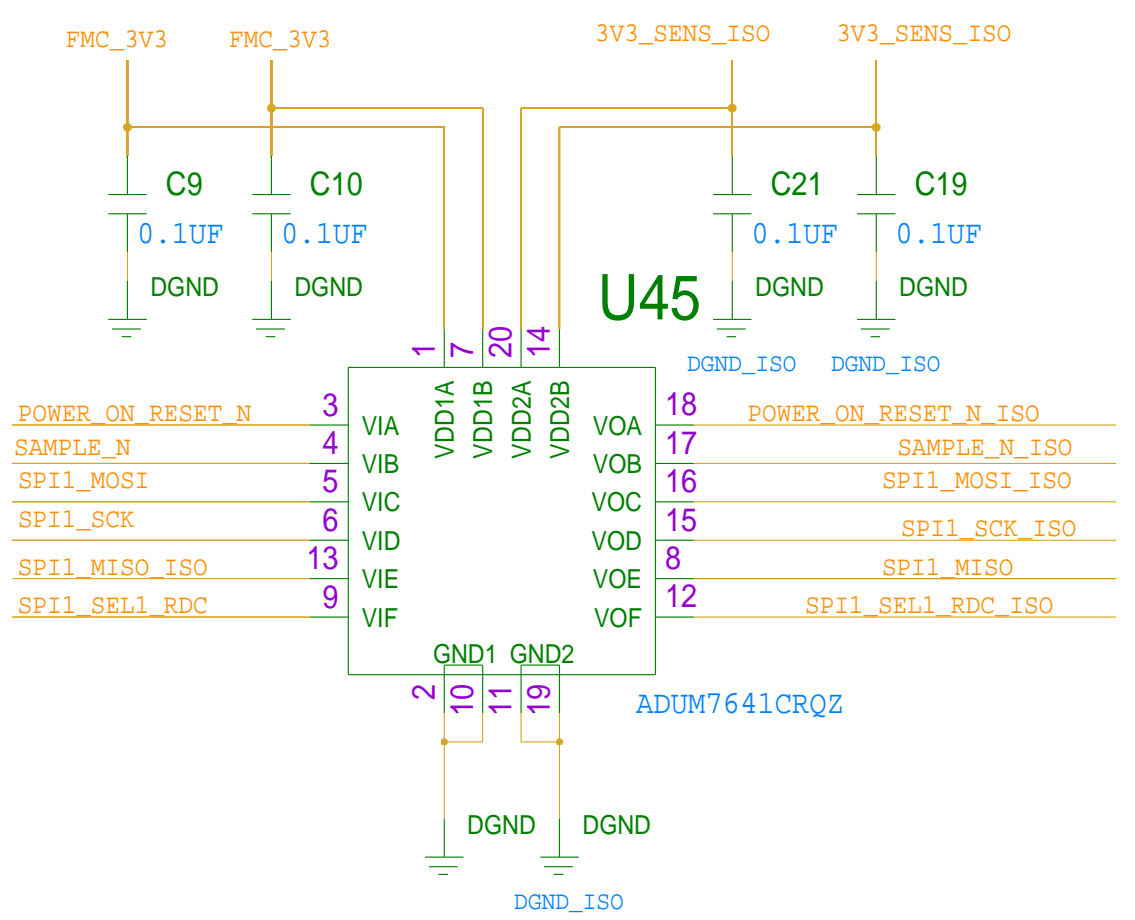 FMC_3V3 FMC_3V3 3V3_SENS_ISO 3V3_SENS_ISO
C9 C10 C21 C19
0.1UF 0.1UF 0.1UF 0.1UF
DGND DGND DGND DGND
U45
1 7 20 14
DGND_ISO DGND_ISO
VDD1A VDD1B VDD2A VDD2B
POWER_ON_RESET_N 3 VIA VOA 18 POWER_ON_RESET_N_ISO
SAMPLE_N 4 VIB VOB 17 SAMPLE_N_ISO
SPI1_MOSI 5 VIC VOC 16 SPI1_MOSI_ISO
SPI1_SCK 6 VID VOD 15 SPI1_SCK_ISO
SPI1_MISO_ISO 13 VIE VOE 8 SPI1_MISO
SPI1_SEL1_RDC 9 VIF VOF 12 SPI1_SEL1_RDC_ISO
GND1 GND2
2 10 11 19
ADUM7641CRQZ
DGND DGND
DGND_ISO